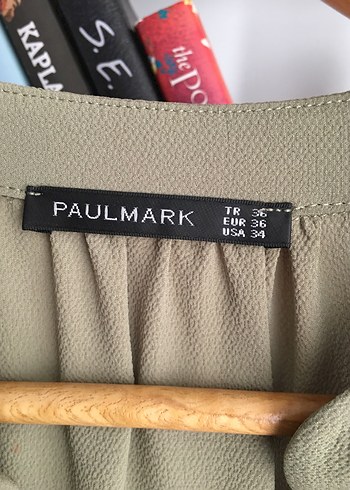 KAPLA
S.E.
the
Po
PAULMARK
TR 36
EUR 36
USA 34